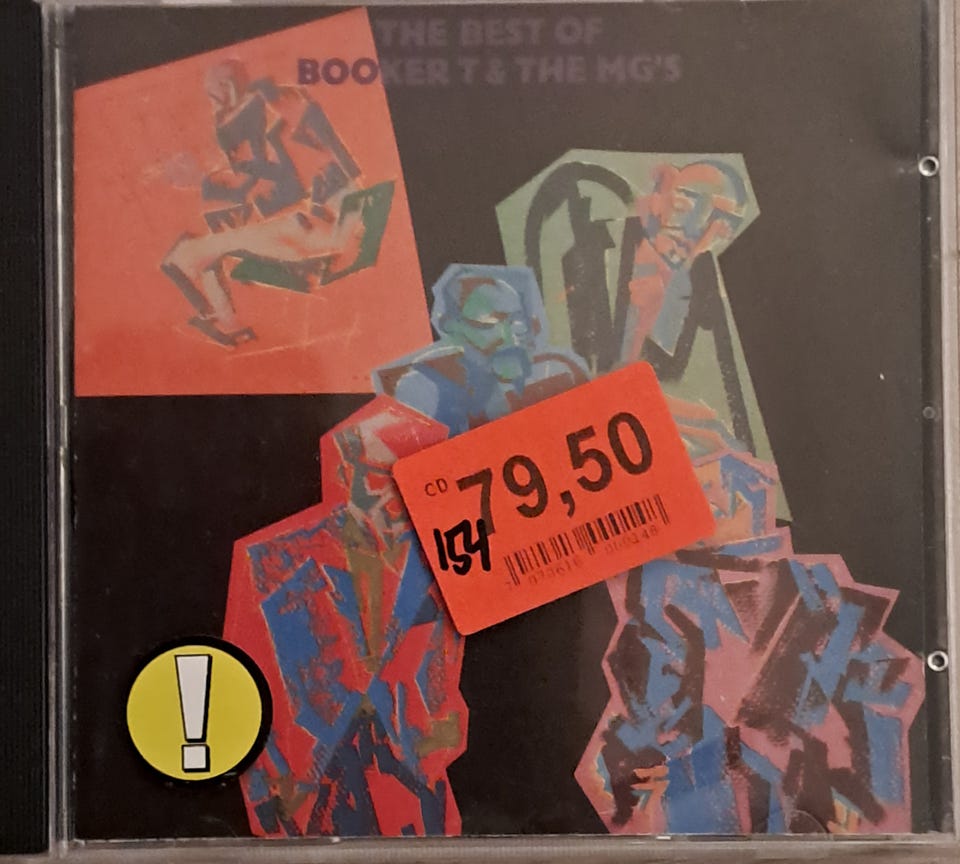 THE BEST OF
BOOKER T & THE MG'S
CD 79,50
154
!